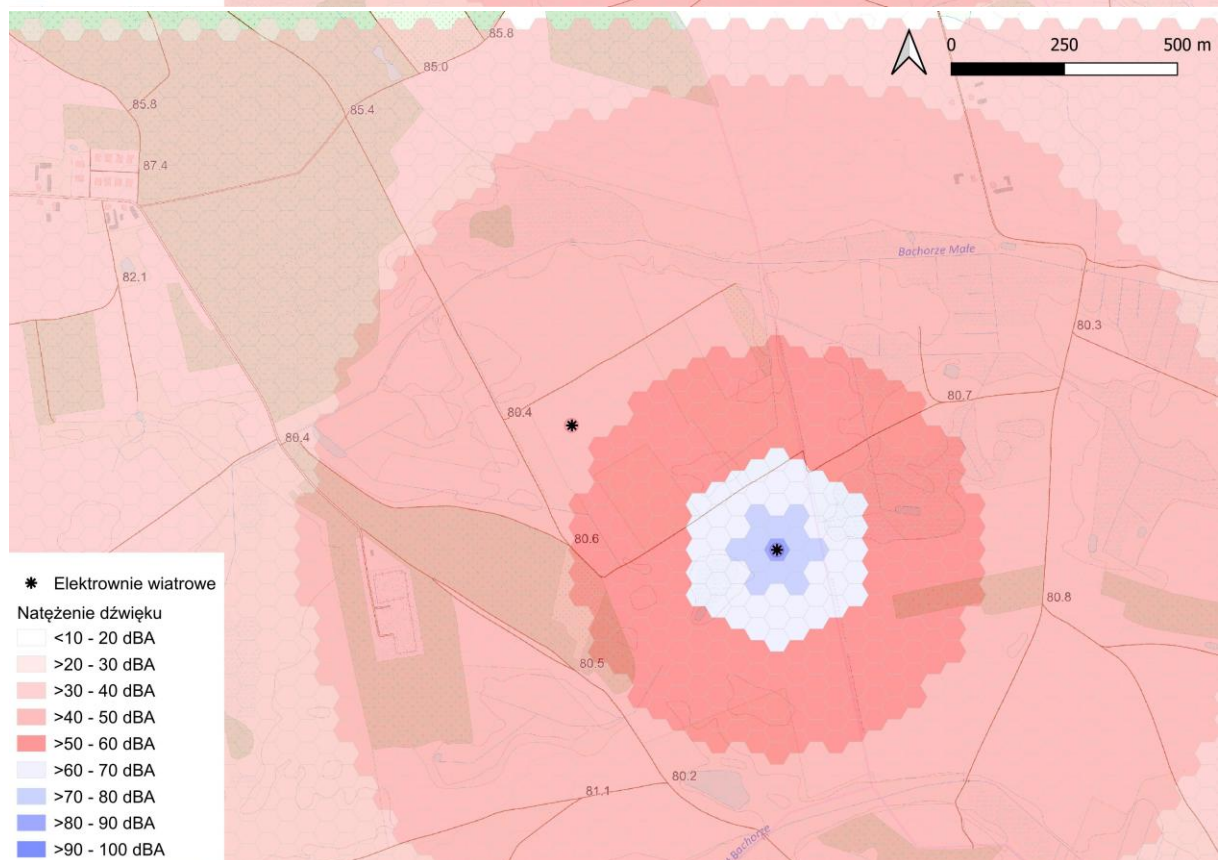 85.8
85.0
0 250 500 m
85.8
85.4
87.4
Bachorze Małe
82.1
80.3
80.4
80.7
80.4
80.6
80.8
80.5
80.2
81.1
Bachorze
Elektrownie wiatrowe
Natężenie dźwięku
<10 - 20 dBA
>20 - 30 dBA
>30 - 40 dBA
>40 - 50 dBA
>50 - 60 dBA
>60 - 70 dBA
>70 - 80 dBA
>80 - 90 dBA
>90 - 100 dBA